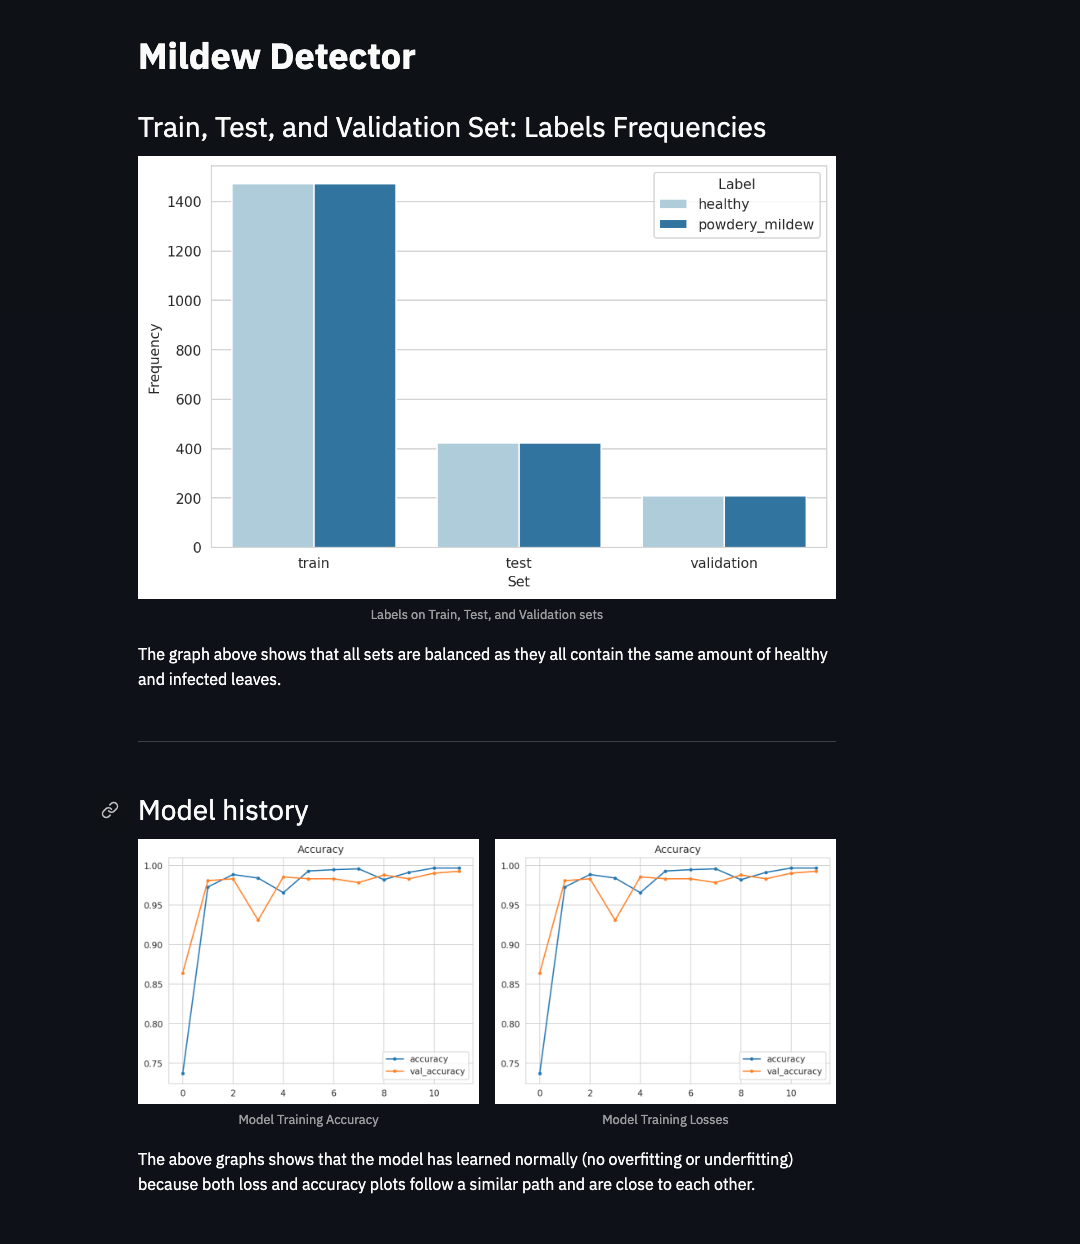 Mildew Detector
Train, Test, and Validation Set: Labels Frequencies
Label
healthy
powdery_mildew
1400
1200
1000
800
600
400
200
0
Frequency
train
test
validation
Set
Labels on Train, Test, and Validation sets
The graph above shows that all sets are balanced as they all contain the same amount of healthy
and infected leaves.
Model history
Accuracy
1.00
0.95
0.90
0.85
0.80
0.75
accuracy
val_accuracy
0 2 4 6 8 10
Model Training Accuracy
Accuracy
1.00
0.95
0.90
0.85
0.80
0.75
accuracy
val_accuracy
0 2 4 6 8 10
Model Training Losses
The above graphs shows that the model has learned normally (no overfitting or underfitting)
because both loss and accuracy plots follow a similar path and are close to each other.